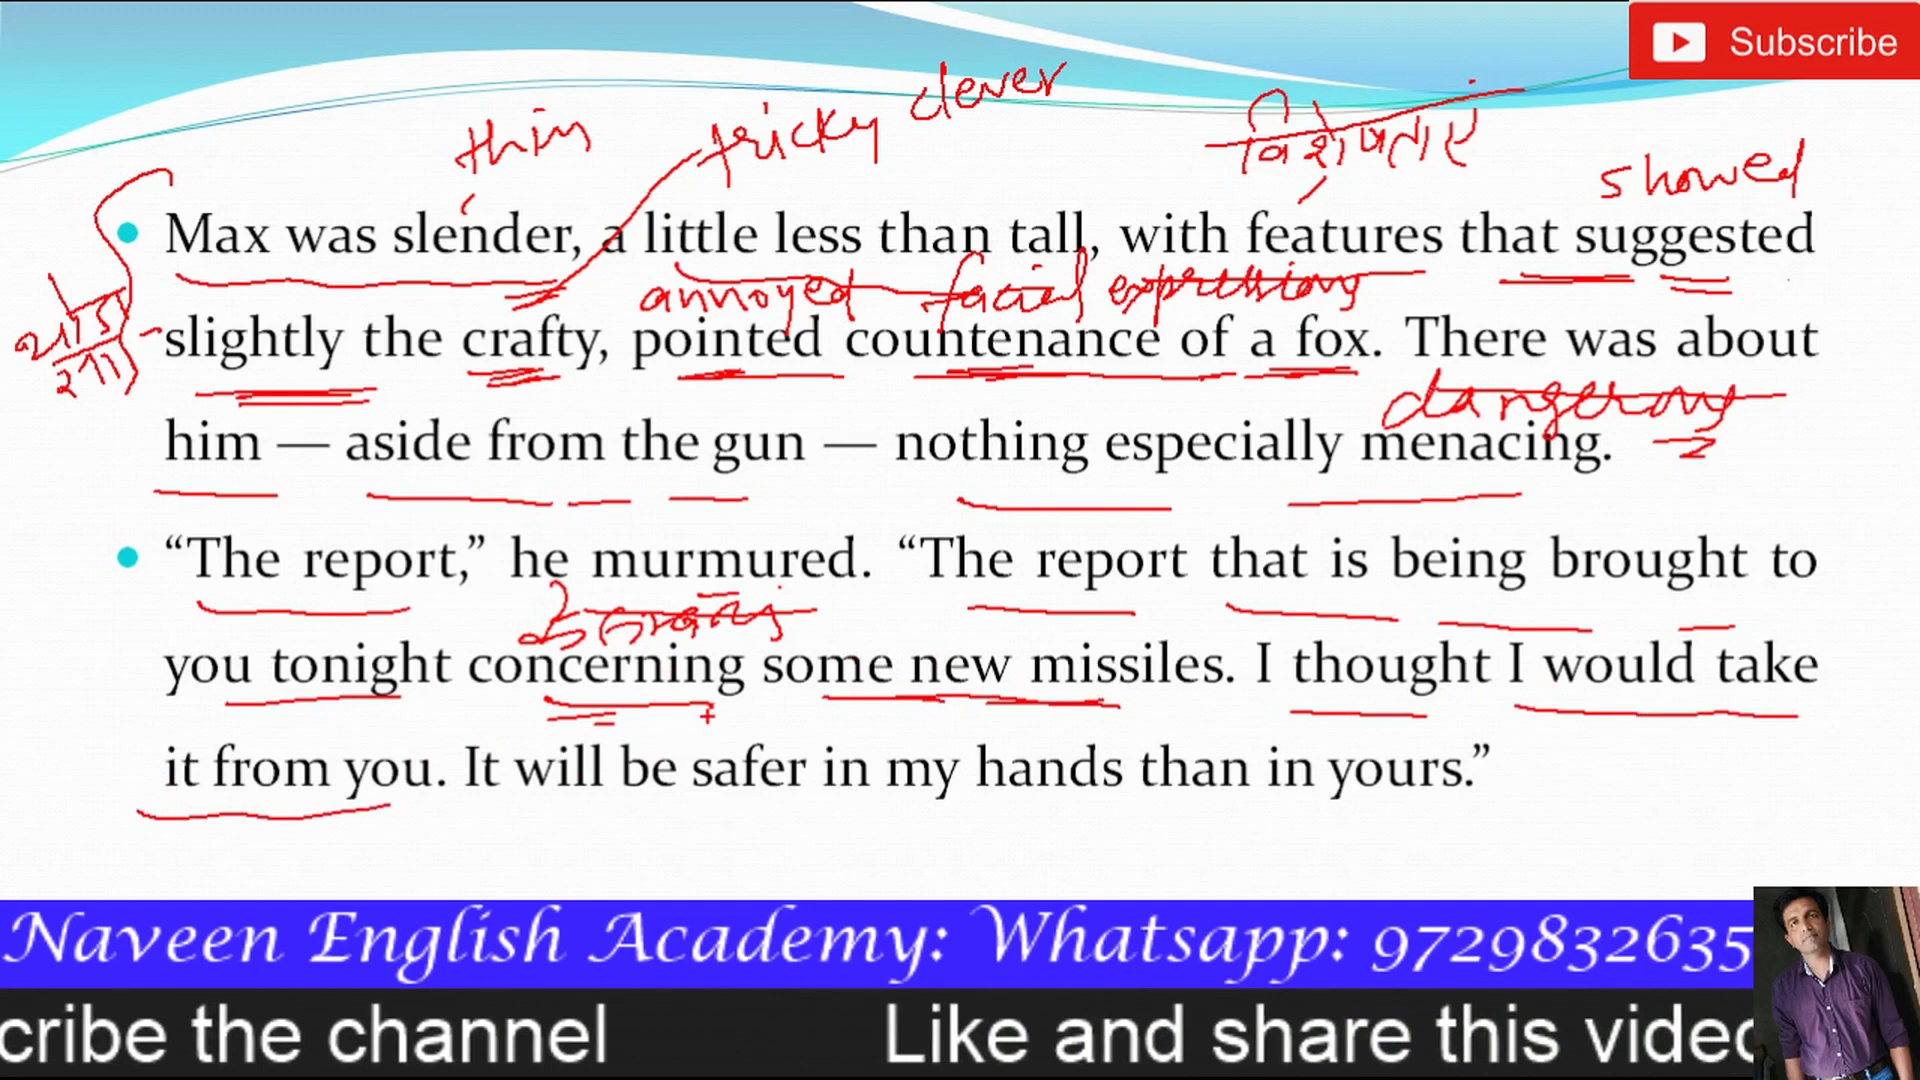 Subscribe
clever
thin tricky विशेषताएं
showed
Max was slender, a little less than tall, with features that suggested
annoyed facial expressions
slightly the crafty, pointed countenance of a fox. There was about
dangerous
him — aside from the gun — nothing especially menacing.
“The report,” he murmured. “The report that is being brought to
you tonight concerning some new missiles. I thought I would take
it from you. It will be safer in my hands than in yours.”
Naveen English Academy: Whatsapp: 9729832635
cribe the channel Like and share this video